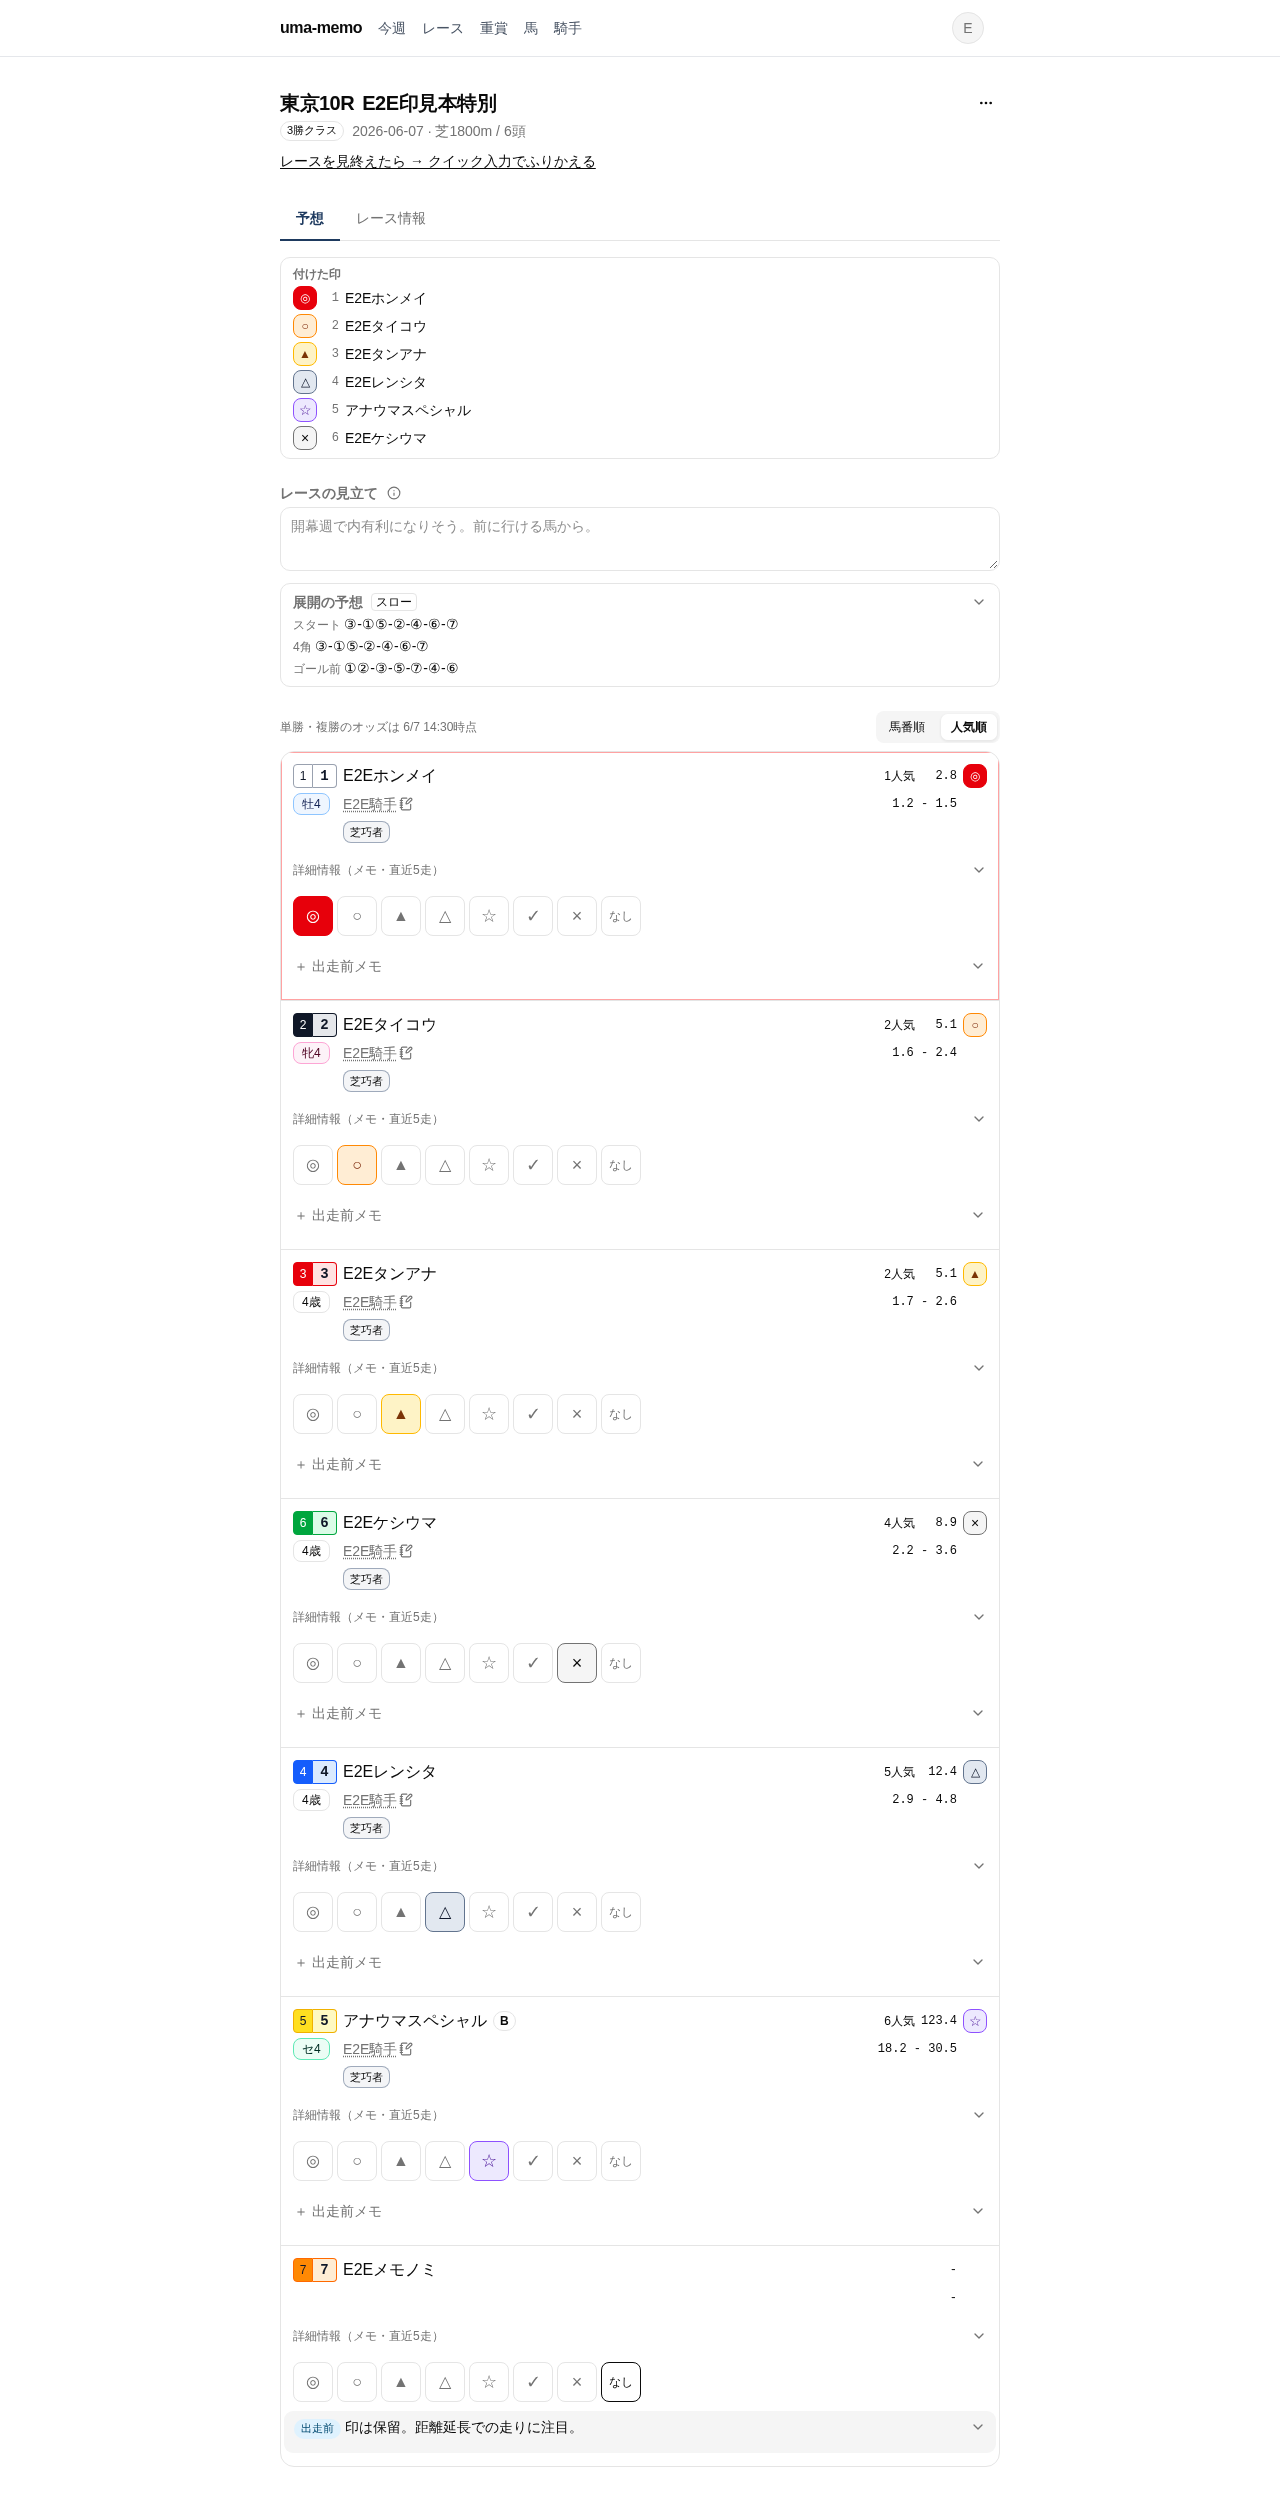 uma-memo 今週 レース 重賞 馬 騎手 E
東京10R E2E印見本特別 ...
3勝クラス 2026-06-07 · 芝1800m / 6頭
レースを見終えたら → クイック入力でふりかえる
予想 レース情報
付けた印
◎ 1 E2Eホンメイ
○ 2 E2Eタイコウ
▲ 3 E2Eタンアナ
△ 4 E2Eレンシタ
☆ 5 アナウマスペシャル
× 6 E2Eケシウマ
レースの見立て
開幕週で内有利になりそう。前に行ける馬から。
展開の予想 スロー
スタート ③-①⑤-②-④-⑥-⑦
4角 ③-①⑤-②-④-⑥-⑦
ゴール前 ①②-③-⑤-⑦-④-⑥
単勝・複勝のオッズは 6/7 14:30時点 馬番順 人気順
1 1 E2Eホンメイ 1人気 2.8 ◎
牡4 E2E騎手 1.2 - 1.5
芝巧者
詳細情報（メモ・直近5走）
◎ ○ ▲ △ ☆ ✓ × なし
＋ 出走前メモ
2 2 E2Eタイコウ 2人気 5.1 ○
牝4 E2E騎手 1.6 - 2.4
芝巧者
詳細情報（メモ・直近5走）
◎ ○ ▲ △ ☆ ✓ × なし
＋ 出走前メモ
3 3 E2Eタンアナ 2人気 5.1 ▲
4歳 E2E騎手 1.7 - 2.6
芝巧者
詳細情報（メモ・直近5走）
◎ ○ ▲ △ ☆ ✓ × なし
＋ 出走前メモ
6 6 E2Eケシウマ 4人気 8.9 ×
4歳 E2E騎手 2.2 - 3.6
芝巧者
詳細情報（メモ・直近5走）
◎ ○ ▲ △ ☆ ✓ × なし
＋ 出走前メモ
4 4 E2Eレンシタ 5人気 12.4 △
4歳 E2E騎手 2.9 - 4.8
芝巧者
詳細情報（メモ・直近5走）
◎ ○ ▲ △ ☆ ✓ × なし
＋ 出走前メモ
5 5 アナウマスペシャル B 6人気 123.4 ☆
セ4 E2E騎手 18.2 - 30.5
芝巧者
詳細情報（メモ・直近5走）
◎ ○ ▲ △ ☆ ✓ × なし
＋ 出走前メモ
7 7 E2Eメモノミ -
-
詳細情報（メモ・直近5走）
◎ ○ ▲ △ ☆ ✓ × なし
出走前 印は保留。距離延長での走りに注目。